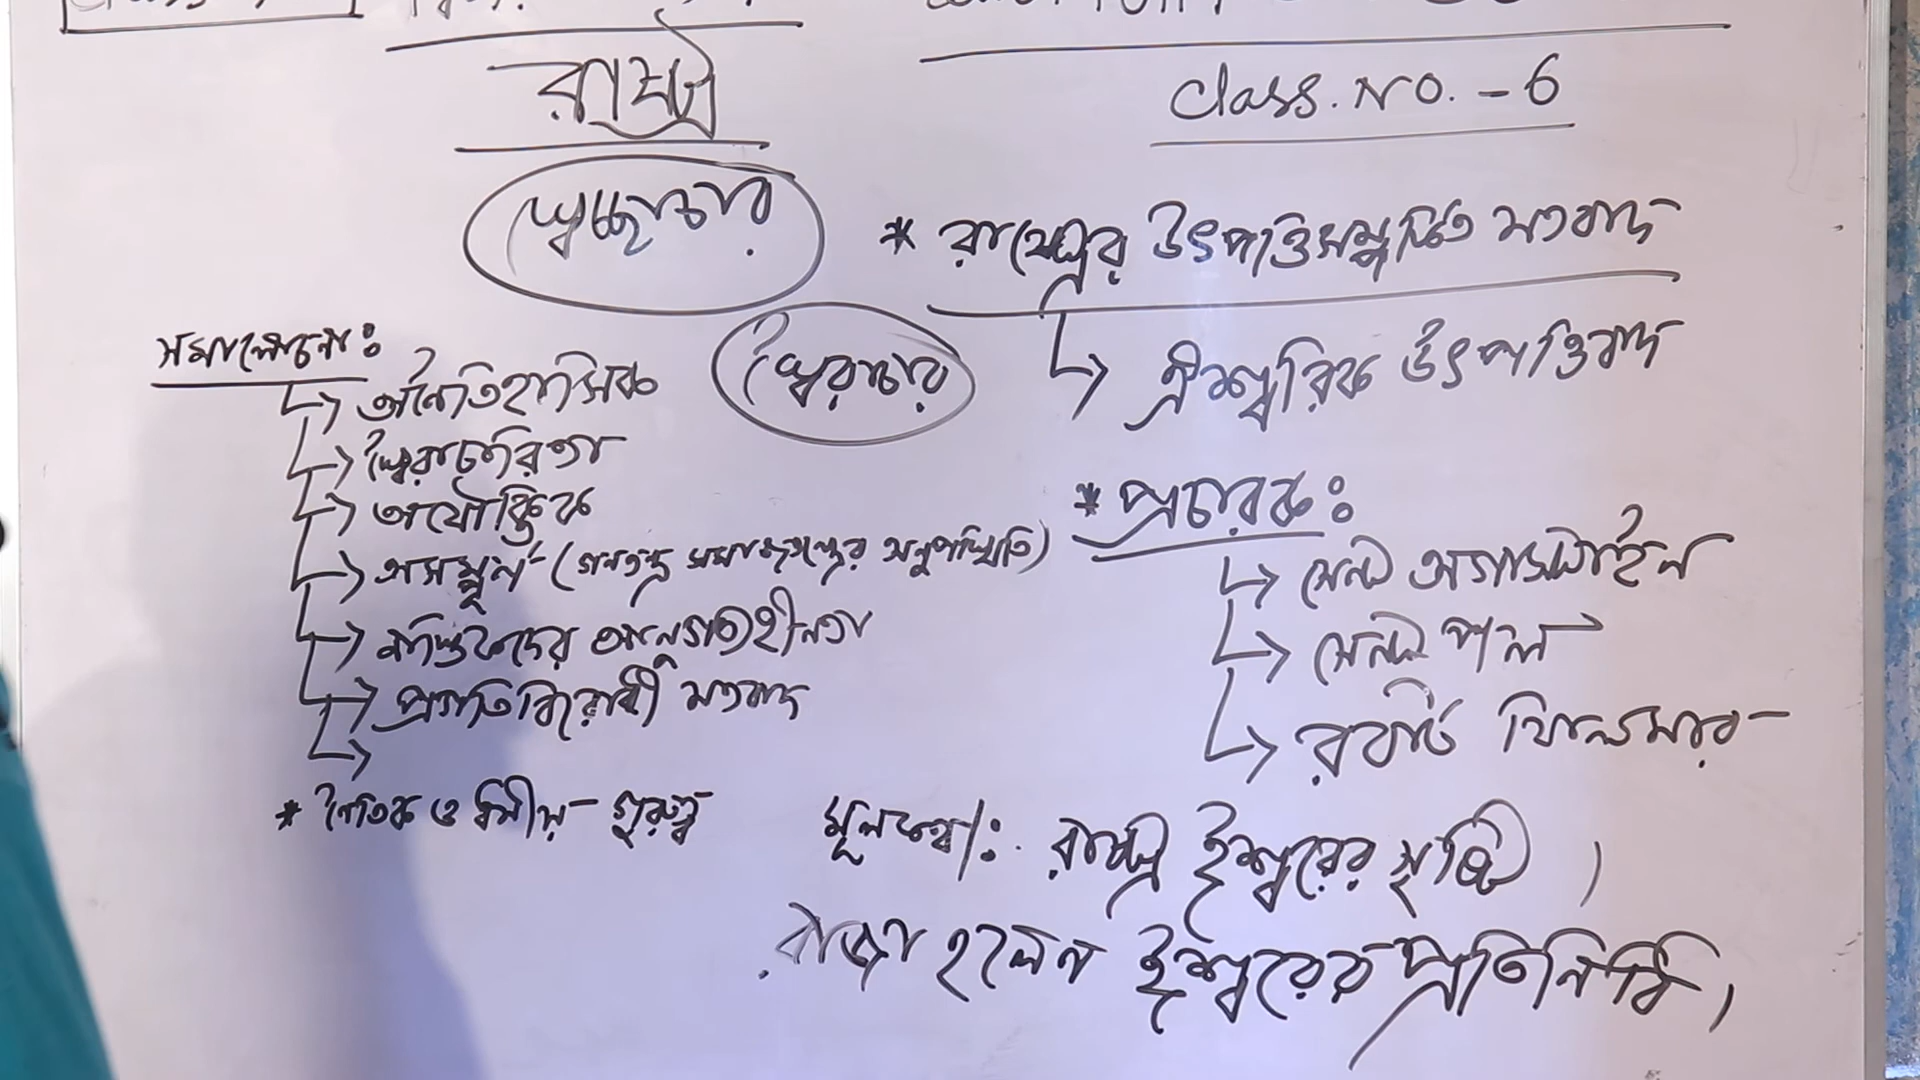 রাষ্ট্র
Class. No. - 6
স্বেচ্ছাচার
* রাষ্ট্রের উৎপত্তিসম্পর্কিত মতবাদ
স্বৈরাচার
→ ঐশ্বরিক উৎপত্তিবাদ
সমালোচনা :
→ অনৈতিহাসিক
→ স্বৈরাচারিতা
→ অযৌক্তিক
→ অসম্পূর্ণ (গণতন্ত্র সমাজতন্ত্রের অনুপস্থিতি)
→ নাস্তিকদের আনুগত্যহীনতা
→ প্রগতি বিরোধী মতবাদ
→
* নৈতিক ও ধর্মীয় গুরুত্ব
* প্রচারক :
→ সেন্ট অগাস্টাইন
→ সেন্ট পল
→ রবার্ট ফিলমার
মূলকথা : রাষ্ট্র ঈশ্বরের সৃষ্টি ।
রাজা হলেন ঈশ্বরের প্রতিনিধি ।